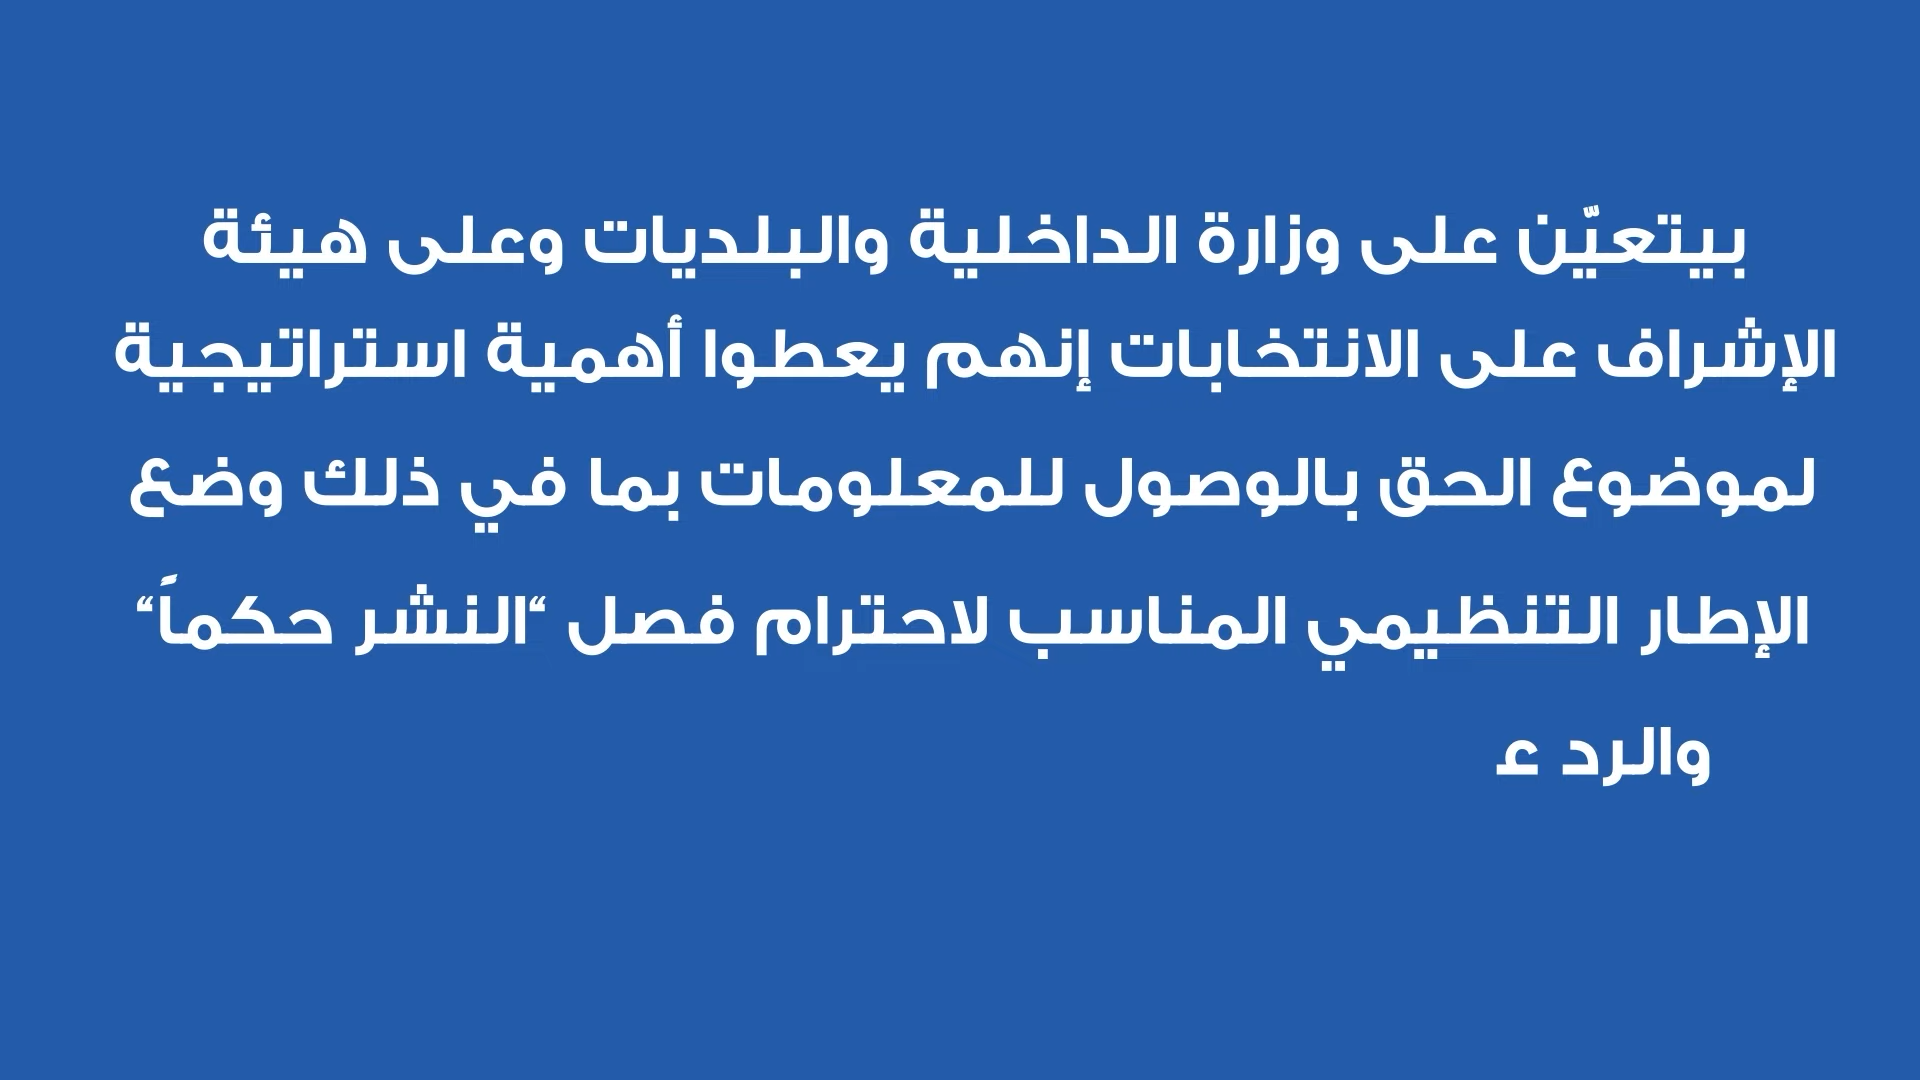 بيتعيّن على وزارة الداخلية والبلديات وعلى هيئة
الإشراف على الانتخابات إنهم يعطوا أهمية استراتيجية
لموضوع الحق بالوصول للمعلومات بما في ذلك وضع
الإطار التنظيمي المناسب لاحترام فصل “النشر حكماً“
والرد ع